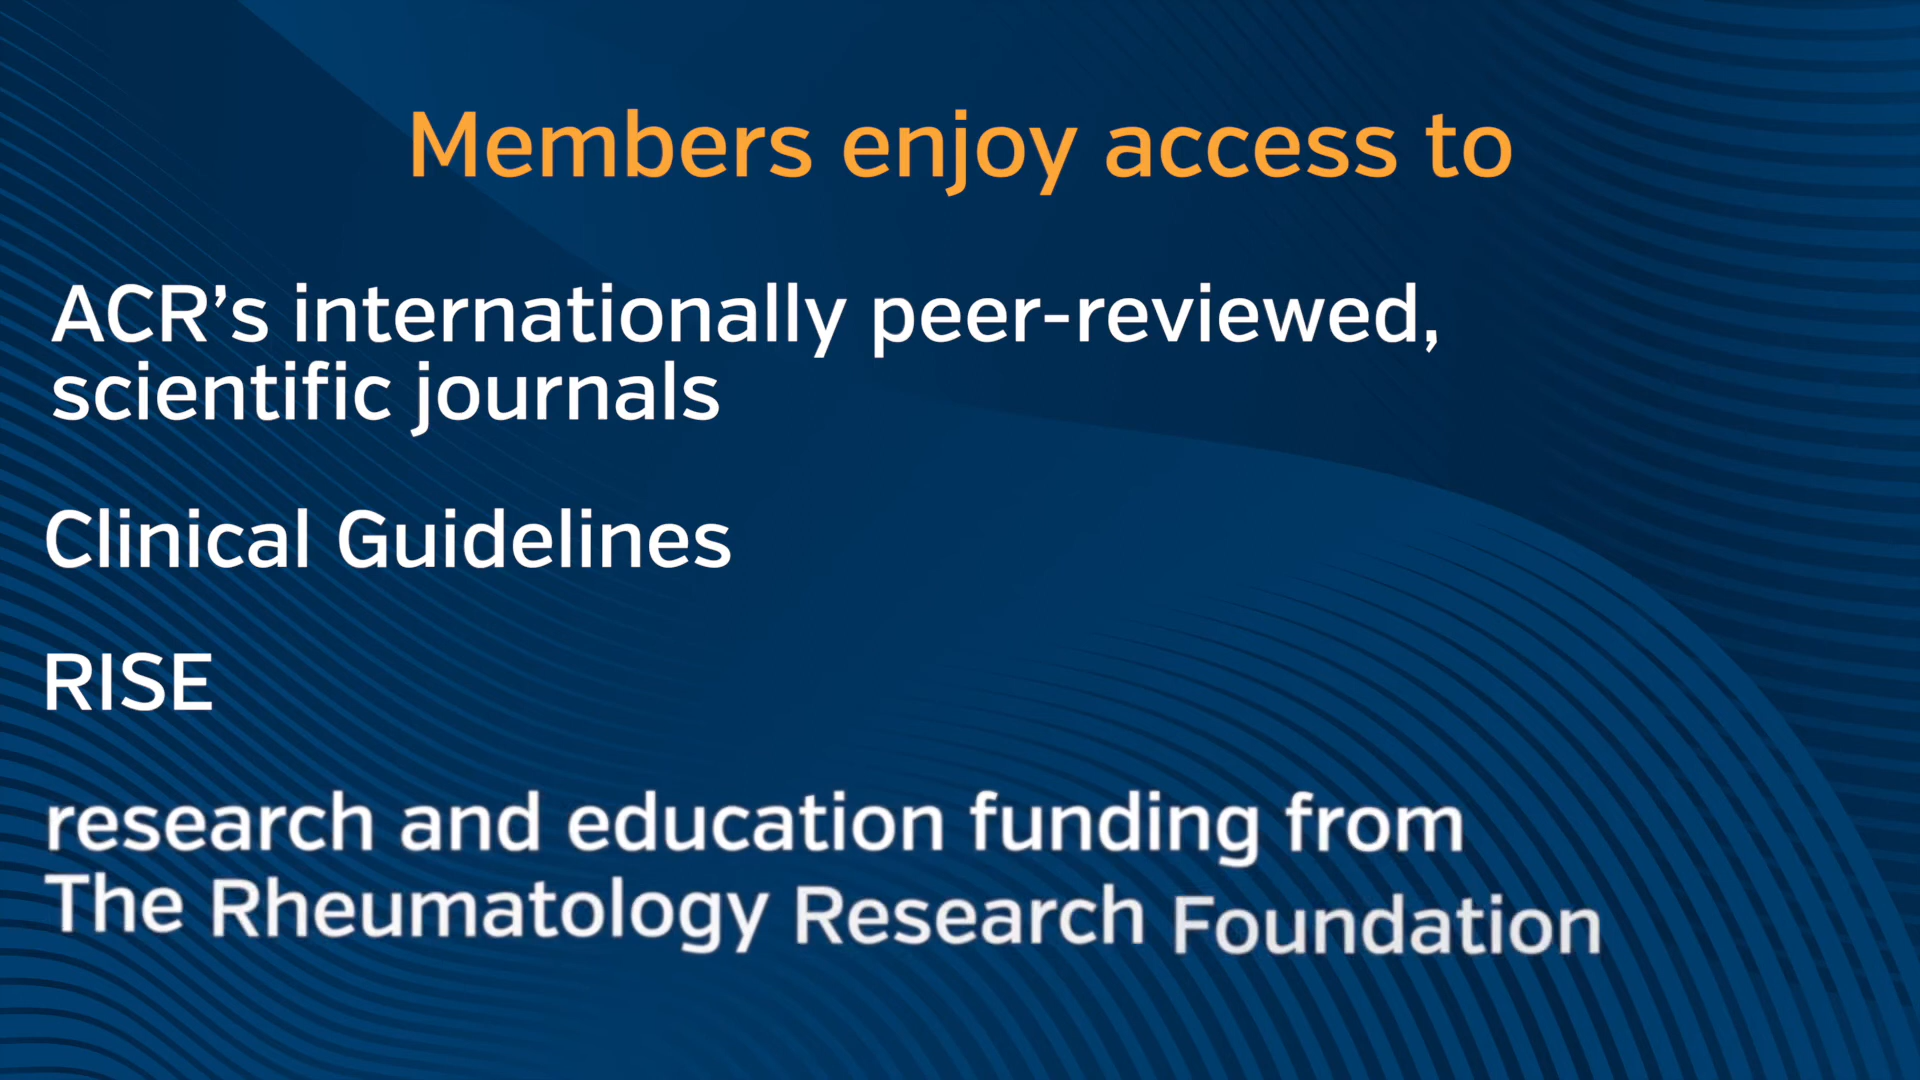 Members enjoy access to
ACR’s internationally peer-reviewed,
scientific journals
Clinical Guidelines
RISE
research and education funding from
The Rheumatology Research Foundation